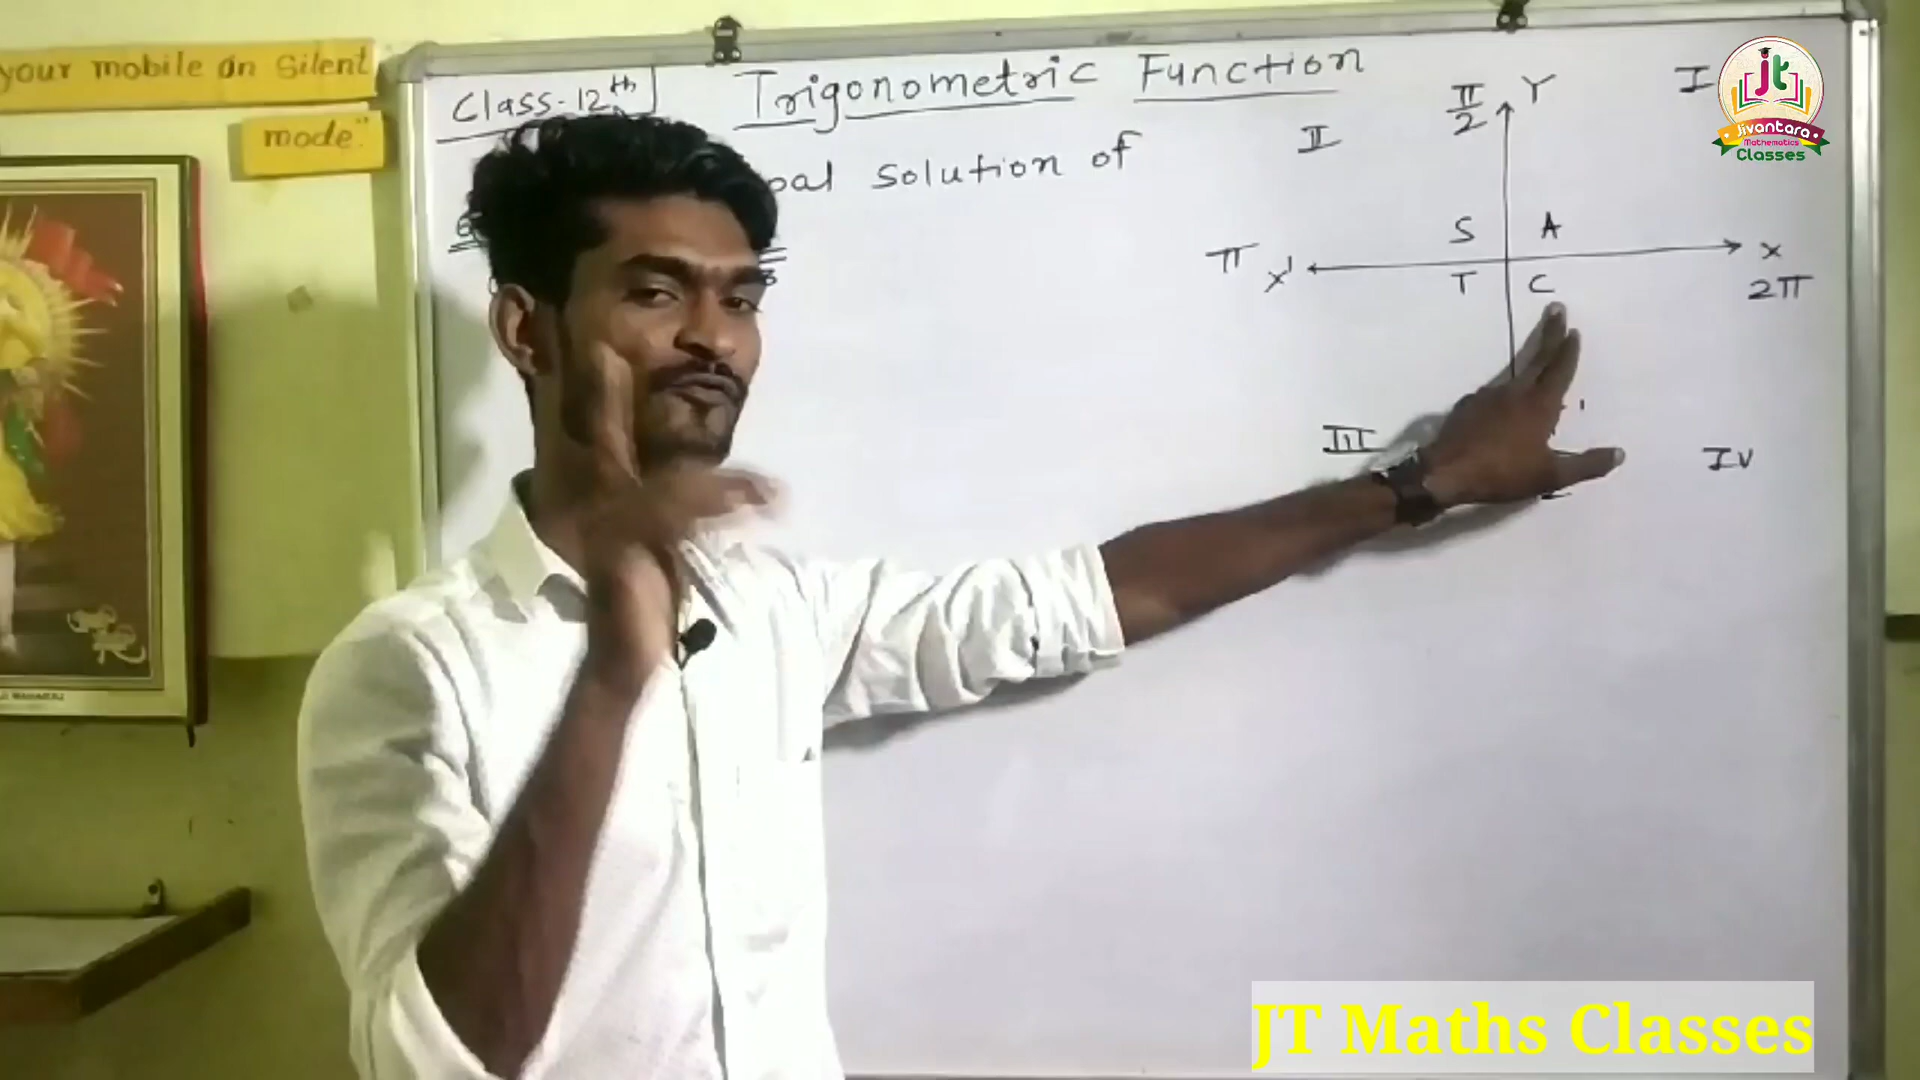 your mobile on Silent
mode."
Class-12th
Trigonometric Function
Solution of
π/2
Y
I
II
S
A
π
X'
X
T
C
2π
III
IV
jt
Jivantara
Mathematics
Classes
JT Maths Classes